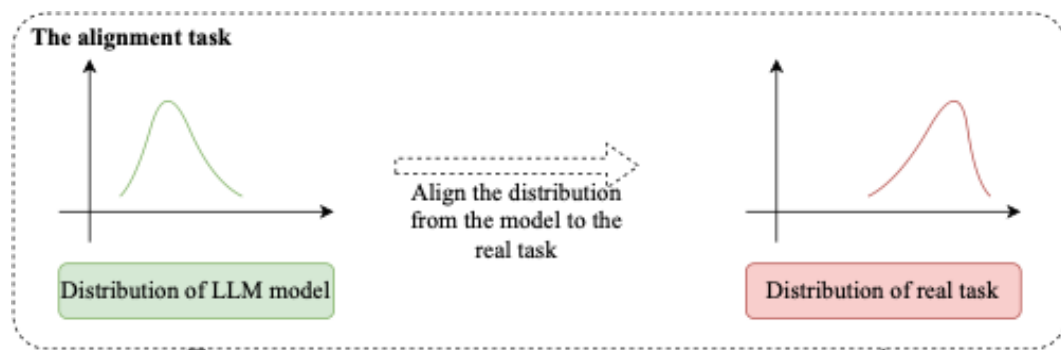 The alignment task
Align the distribution
from the model to the
real task
Distribution of LLM model
Distribution of real task